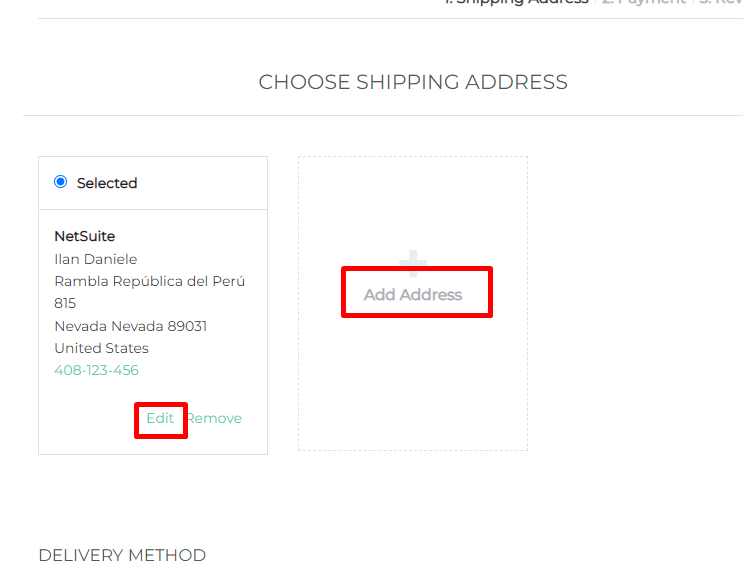 1. Shipping Address / 2. Payment / 3. Rev
CHOOSE SHIPPING ADDRESS
Selected
NetSuite
Ilan Daniele
Rambla República del Perú
815
Nevada Nevada 89031
United States
408-123-456
Edit Remove
Add Address
DELIVERY METHOD